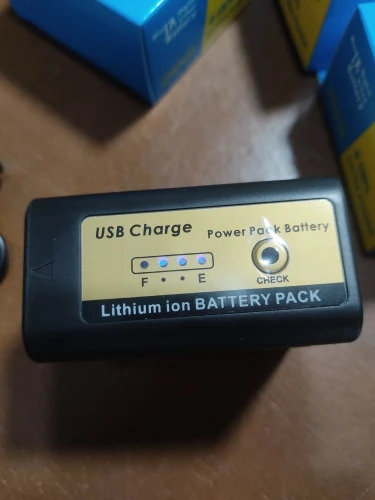 USB Charge
Power Pack Battery
F • • E
CHECK
Lithium ion BATTERY PACK